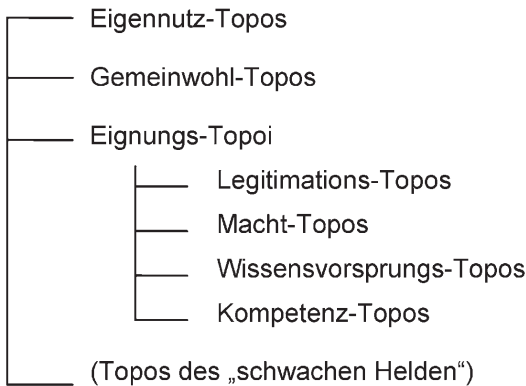 Eigennutz-Topos
Gemeinwohl-Topos
Eignungs-Topoi
Legitimations-Topos
Macht-Topos
Wissensvorsprungs-Topos
Kompetenz-Topos
(Topos des „schwachen Helden“)